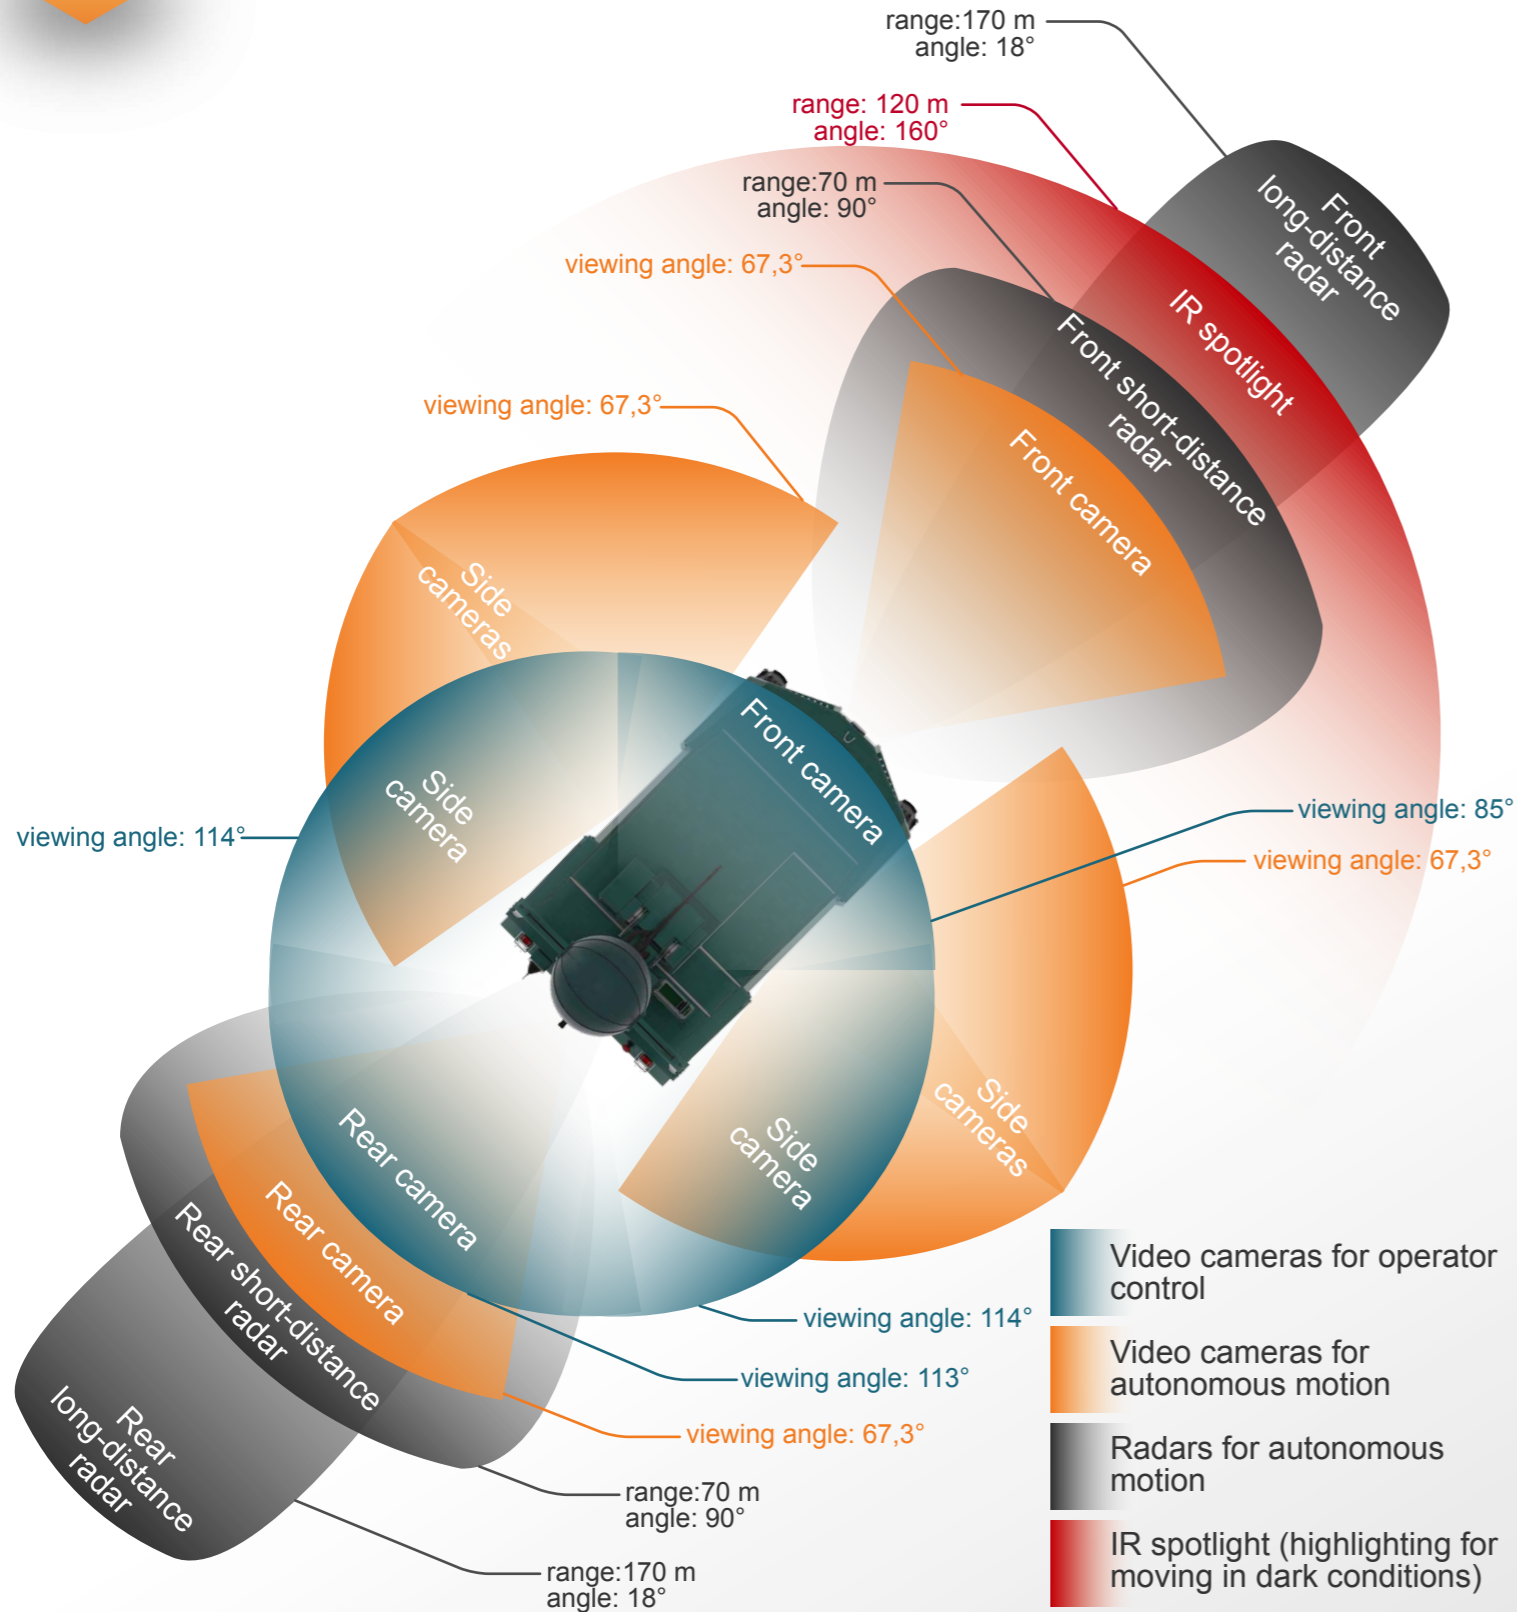 range:170 m
angle: 18°
range: 120 m
angle: 160°
range:70 m
angle: 90°
viewing angle: 67,3°
viewing angle: 67,3°
Front
long-distance
radar
IR spotlight
Front short-distance
radar
Front camera
Side
cameras
Front camera
Side
camera
viewing angle: 114°
viewing angle: 85°
viewing angle: 67,3°
Side
cameras
Side
camera
Rear camera
Rear camera
Rear short-distance
radar
Rear
long-distance
radar
viewing angle: 114°
viewing angle: 113°
viewing angle: 67,3°
range:70 m
angle: 90°
range:170 m
angle: 18°
Video cameras for operator
control
Video cameras for
autonomous motion
Radars for autonomous
motion
IR spotlight (highlighting for
moving in dark conditions)